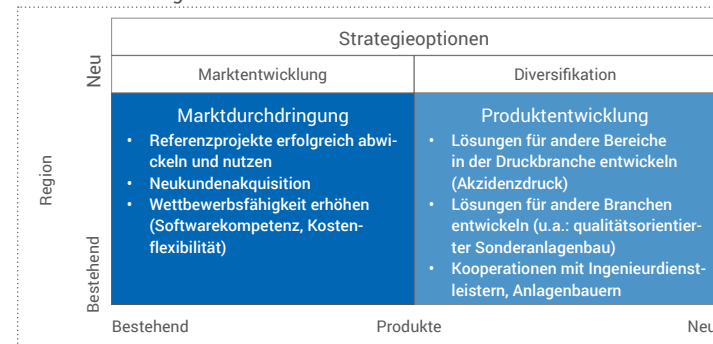 Strategieoptionen
Neu
Marktentwicklung
Diversifikation
Marktdurchdringung
• Referenzprojekte erfolgreich abwi-
ckeln und nutzen
• Neukundenakquisition
• Wettbewerbsfähigkeit erhöhen
(Softwarekompetenz, Kosten-
flexibilität)
Produktentwicklung
• Lösungen für andere Bereiche
in der Druckbranche entwickeln
(Akzidenzdruck)
• Lösungen für andere Branchen
entwickeln (u.a.: qualitätsorientier-
ter Sonderanlagenbau)
• Kooperationen mit Ingenieurdienst-
leistern, Anlagenbauern
Region
Bestehend
Bestehend
Produkte
Neu